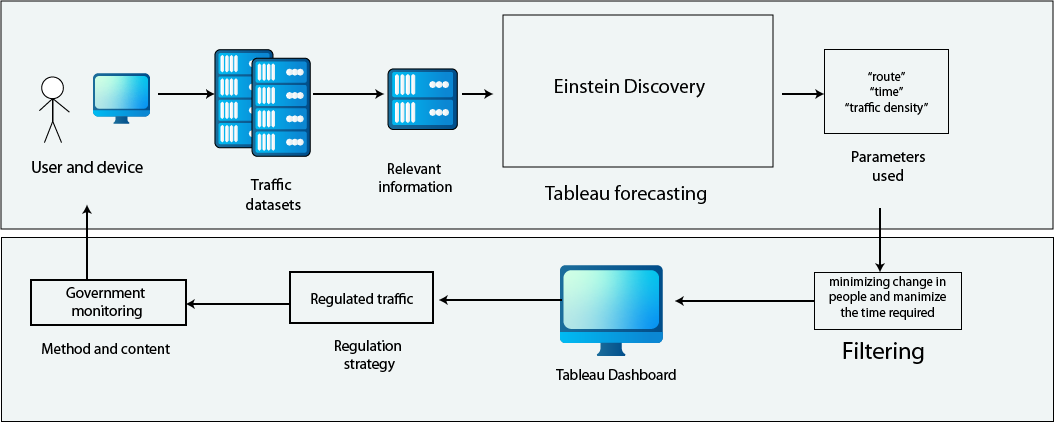 User and device
Traffic
datasets
Relevant
information
Einstein Discovery
Tableau forecasting
“route”
“time”
“traffic density”
Parameters
used
minimizing change in
people and manimize
the time required
Filtering
Tableau Dashboard
Regulated traffic
Regulation
strategy
Government
monitoring
Method and content